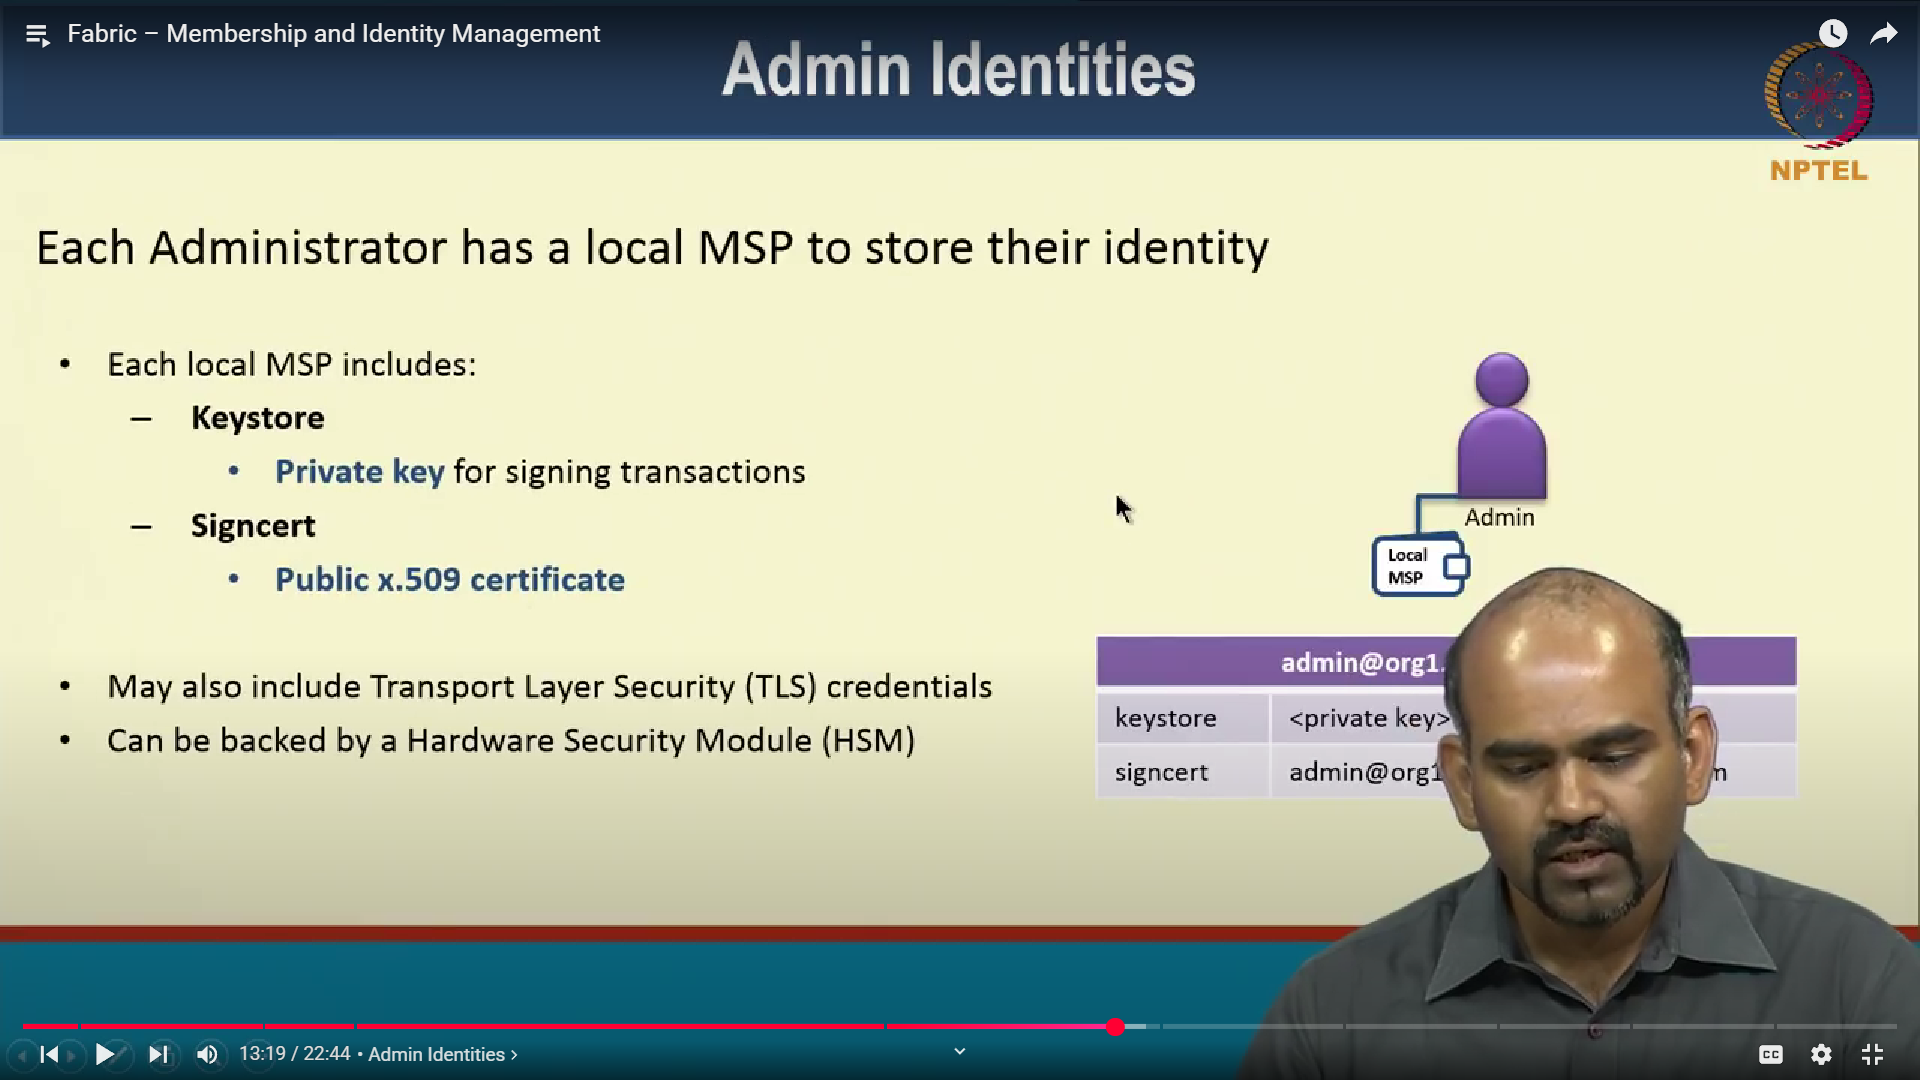 Fabric – Membership and Identity Management
Admin Identities
NPTEL
Each Administrator has a local MSP to store their identity
• Each local MSP includes:
– Keystore
• Private key for signing transactions
– Signcert
• Public x.509 certificate
• May also include Transport Layer Security (TLS) credentials
• Can be backed by a Hardware Security Module (HSM)
Admin
Local
MSP
admin@org1.
keystore <private key>
signcert admin@org1
13:19 / 22:44 • Admin Identities ›
CC